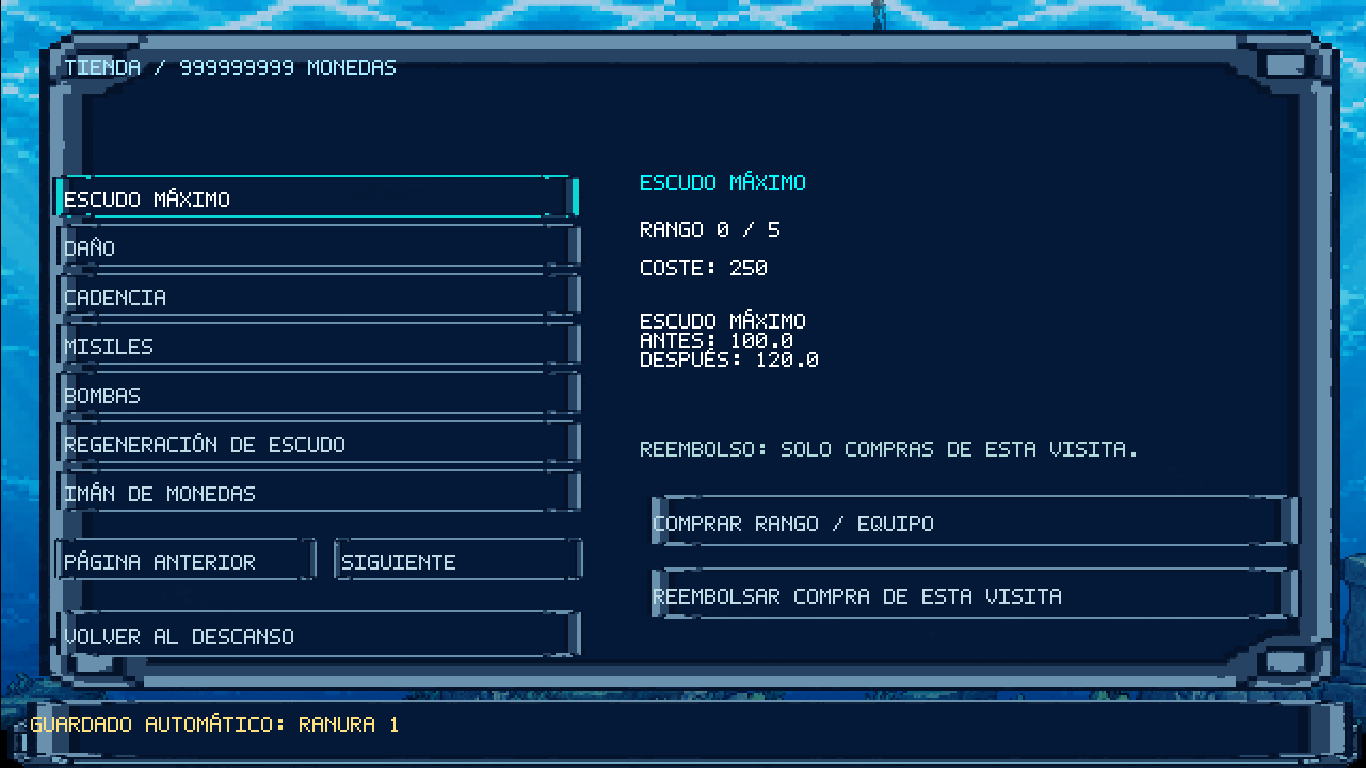 TIENDA / 999999999 MONEDAS
ESCUDO MÁXIMO
DAÑO
CADENCIA
MISILES
BOMBAS
REGENERACIÓN DE ESCUDO
IMÁN DE MONEDAS
PÁGINA ANTERIOR
SIGUIENTE
VOLVER AL DESCANSO
ESCUDO MÁXIMO
RANGO 0 / 5
COSTE: 250
ESCUDO MÁXIMO
ANTES: 100.0
DESPUÉS: 120.0
REEMBOLSO: SOLO COMPRAS DE ESTA VISITA.
COMPRAR RANGO / EQUIPO
REEMBOLSAR COMPRA DE ESTA VISITA
GUARDADO AUTOMÁTICO: RANURA 1